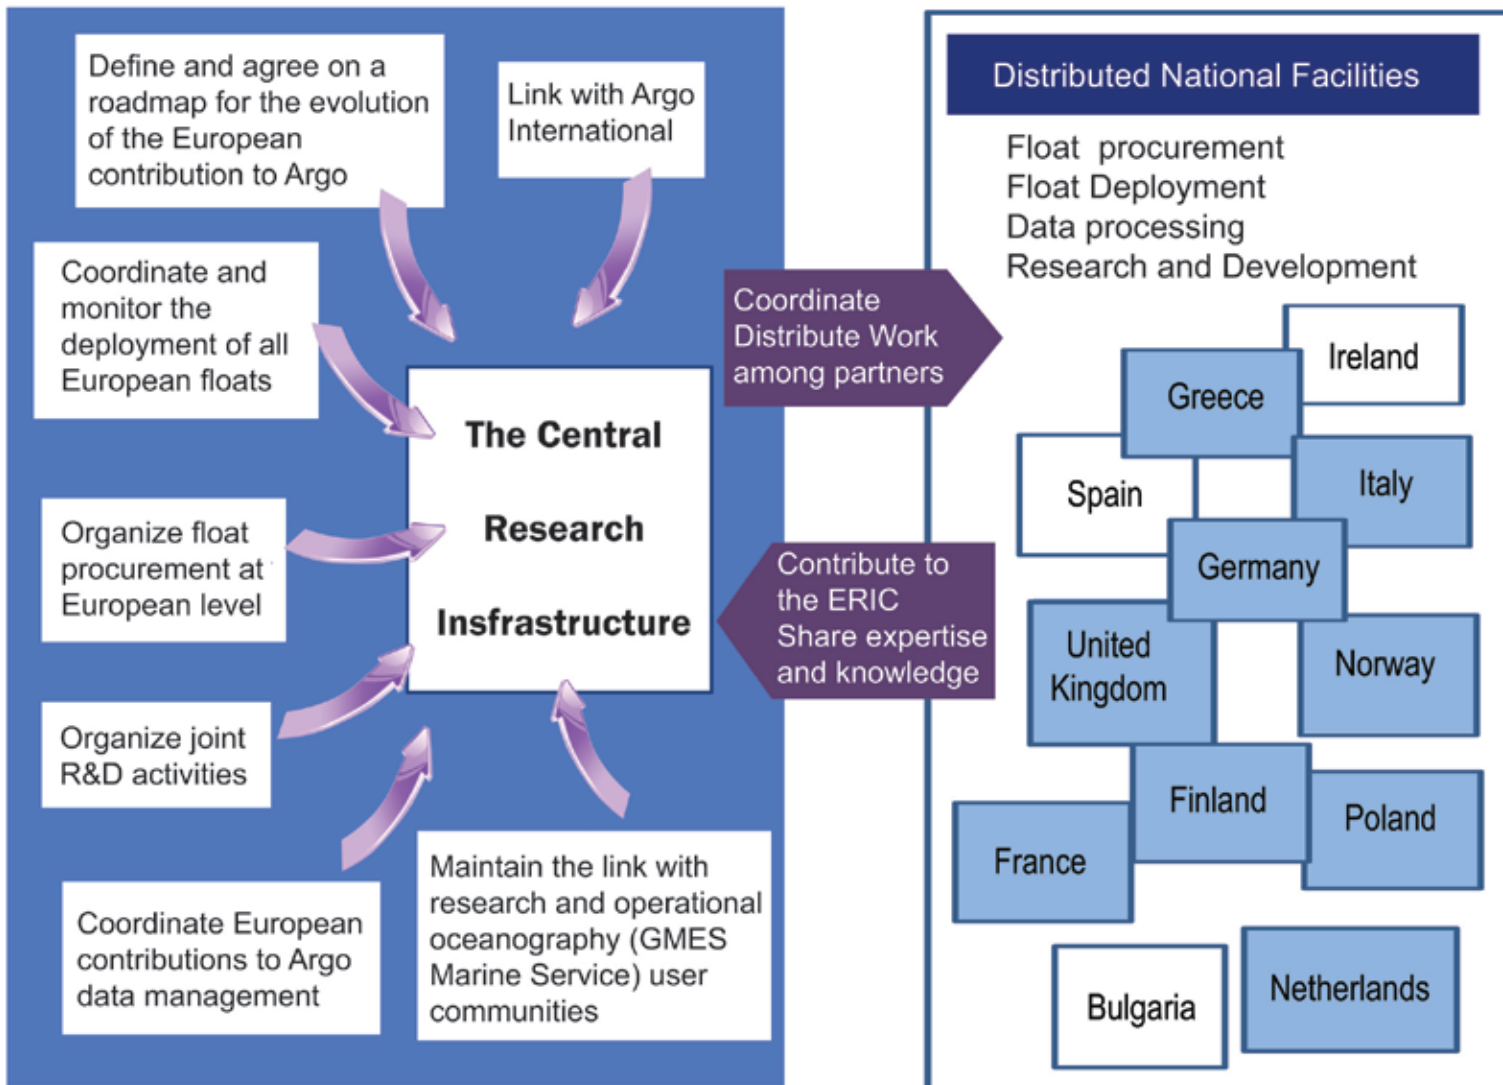 Define and agree on a
roadmap for the evolution
of the European
contribution to Argo
Link with Argo
International
Coordinate and
monitor the
deployment of all
European floats
Organize float
procurement at
European level
Organize joint
R&D activities
Coordinate European
contributions to Argo
data management
Maintain the link with
research and operational
oceanography (GMES
Marine Service) user
communities
The Central
Research
Insfrastructure
Coordinate
Distribute Work
among partners
Contribute to
the ERIC
Share expertise
and knowledge
Distributed National Facilities
Float procurement
Float Deployment
Data processing
Research and Development
Ireland
Greece
Spain
Italy
Germany
United
Kingdom
Norway
Finland
Poland
France
Bulgaria
Netherlands